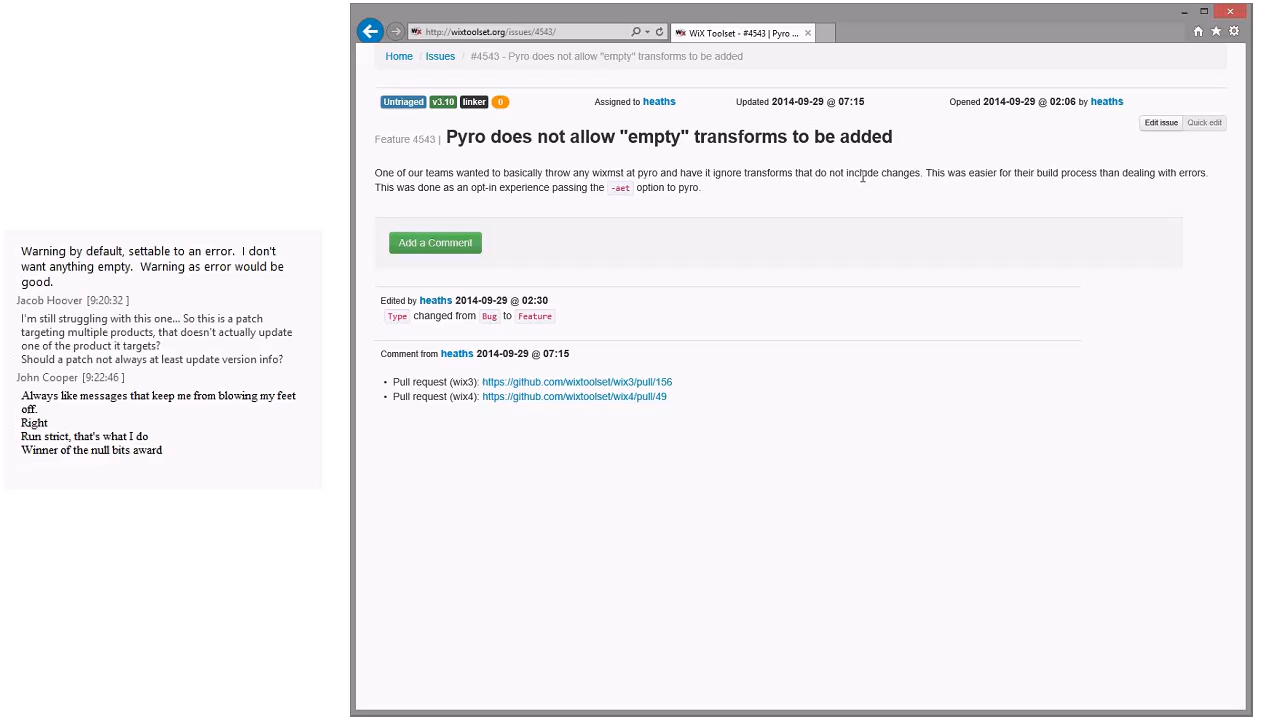 http://wixtoolset.org/issues/4543/
WiX Toolset - #4543 | Pyro ...
Home / Issues / #4543 - Pyro does not allow "empty" transforms to be added
Untriaged v3.10 linker 0
Assigned to heaths
Updated 2014-09-29 @ 07:15
Opened 2014-09-29 @ 02:06 by heaths
Edit issue Quick edit
Feature 4543 | Pyro does not allow "empty" transforms to be added
One of our teams wanted to basically throw any wixmst at pyro and have it ignore transforms that do not include changes. This was easier for their build process than dealing with errors.
This was done as an opt-in experience passing the -aet option to pyro.
Add a Comment
Edited by heaths 2014-09-29 @ 02:30
Type changed from Bug to Feature
Comment from heaths 2014-09-29 @ 07:15
• Pull request (wix3): https://github.com/wixtoolset/wix3/pull/156
• Pull request (wix4): https://github.com/wixtoolset/wix4/pull/49
Warning by default, settable to an error. I don't
want anything empty. Warning as error would be
good.
Jacob Hoover [9:20:32 ]
I'm still struggling with this one... So this is a patch
targeting multiple products, that doesn't actually update
one of the product it targets?
Should a patch not always at least update version info?
John Cooper [9:22:46 ]
Always like messages that keep me from blowing my feet
off.
Right
Run strict, that's what I do
Winner of the null bits award